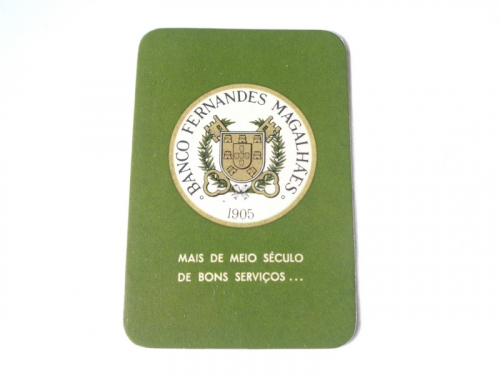 BANCO FERNANDES MAGALHÃES
1905
MAIS DE MEIO SÉCULO
DE BONS SERVIÇOS...